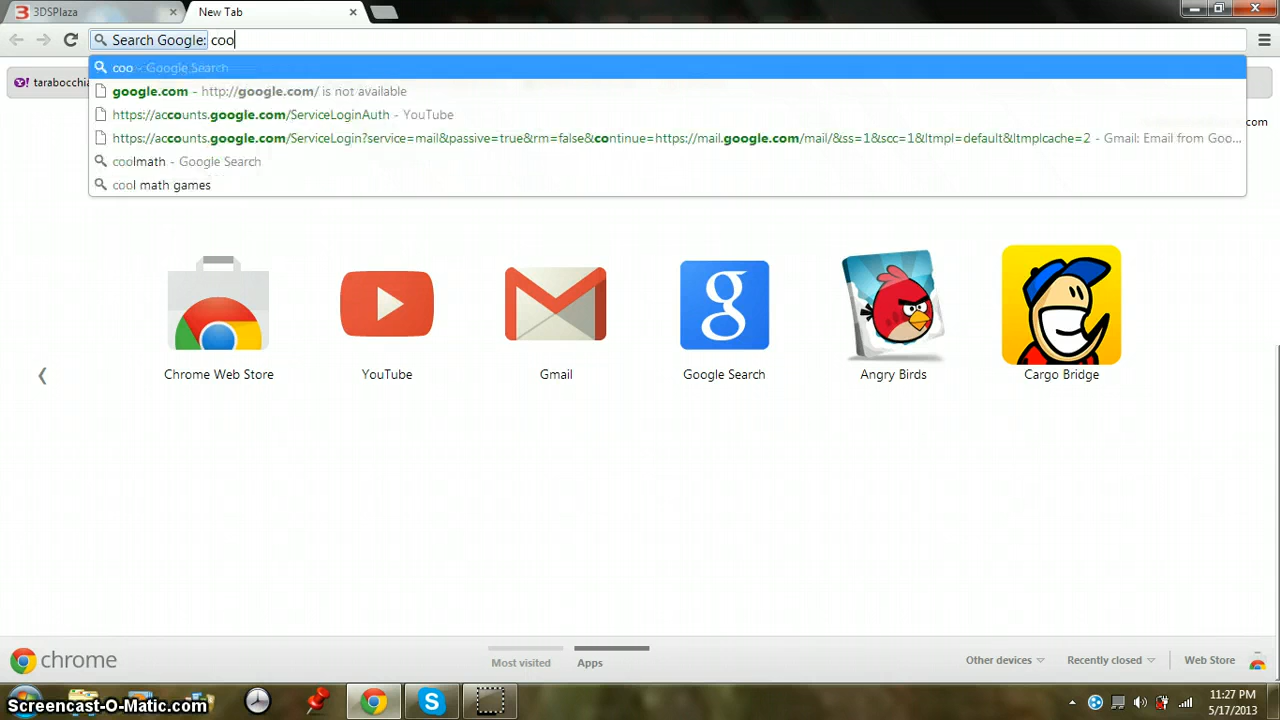 3DSPlaza
New Tab
Search Google: coo
coo - Google Search
tarabocchia
google.com - http://google.com/ is not available
https://accounts.google.com/ServiceLoginAuth - YouTube
https://accounts.google.com/ServiceLogin?service=mail&passive=true&rm=false&continue=https://mail.google.com/mail/&ss=1&scc=1&ltmpl=default&ltmplcache=2 - Gmail: Email from Goo...
coolmath - Google Search
cool math games
Chrome Web Store
YouTube
Gmail
Google Search
Angry Birds
Cargo Bridge
chrome
Most visited
Apps
Other devices
Recently closed
Web Store
Screencast-O-Matic.com
11:27 PM
5/17/2013